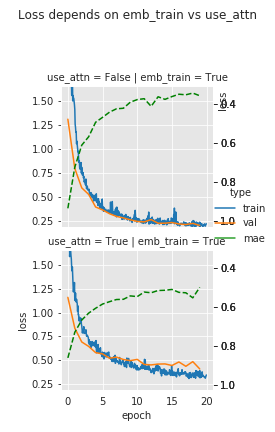 Loss depends on emb_train vs use_attn
use_attn = False | emb_train = True
1.50
1.25
1.00
0.75
0.50
0.25
0.4
0.6
0.8
1.0
loss
type
train
val
mae
use_attn = True | emb_train = True
1.50
1.25
1.00
0.75
0.50
0.25
loss
0.4
0.6
0.8
1.0
0
5
10
15
20
epoch